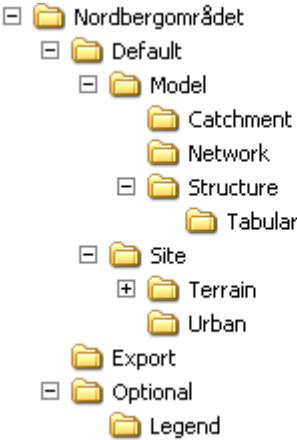 Nordbergområdet
Default
Model
Catchment
Network
Structure
Tabular
Site
Terrain
Urban
Export
Optional
Legend